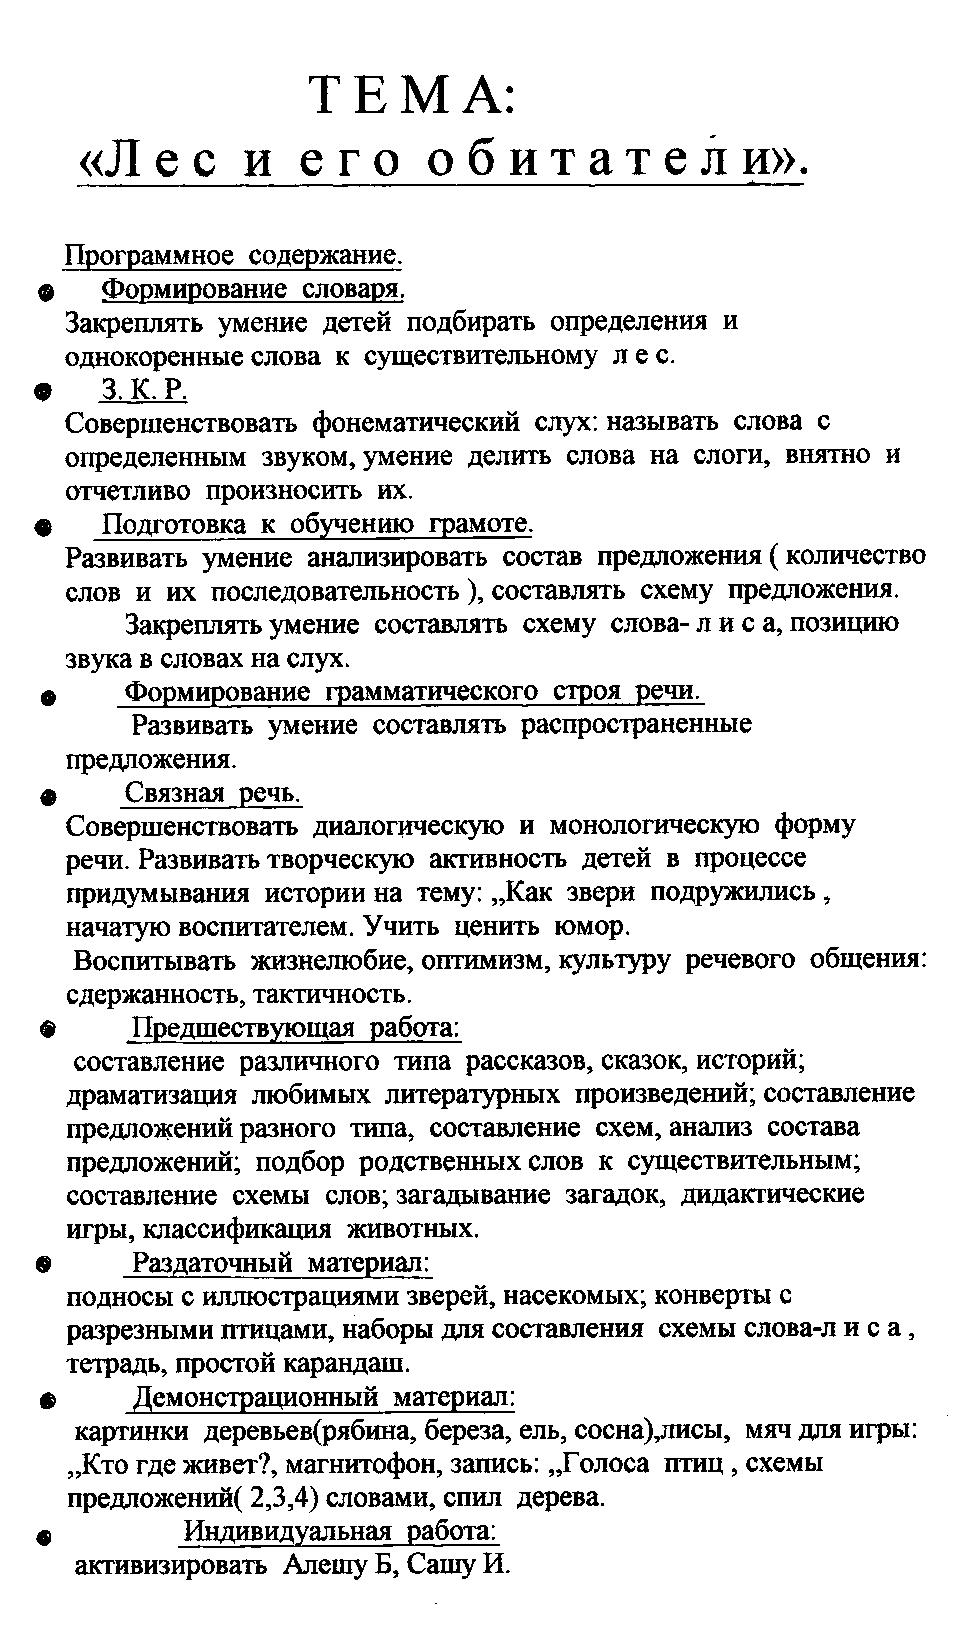 Т Е М А:
«Л е с  и  е г о  о б и т а т е л и».
Программное содержание.
• Формирование словаря.
Закреплять умение детей подбирать определения и
однокоренные слова к существительному л е с.
• З. К. Р.
Совершенствовать фонематический слух: называть слова с
определенным звуком, умение делить слова на слоги, внятно и
отчетливо произносить их.
• Подготовка к обучению грамоте.
Развивать умение анализировать состав предложения ( количество
слов и их последовательность ), составлять схему предложения.
Закреплять умение составлять схему слова- л и с а, позицию
звука в словах на слух.
• Формирование грамматического строя речи.
Развивать умение составлять распространенные
предложения.
• Связная речь.
Совершенствовать диалогическую и монологическую форму
речи. Развивать творческую активность детей в процессе
придумывания истории на тему: „Как звери подружились ,
начатую воспитателем. Учить ценить юмор.
Воспитывать жизнелюбие, оптимизм, культуру речевого общения:
сдержанность, тактичность.
• Предшествующая работа:
составление различного типа рассказов, сказок, историй;
драматизация любимых литературных произведений; составление
предложений разного типа, составление схем, анализ состава
предложений; подбор родственных слов к существительным;
составление схемы слов; загадывание загадок, дидактические
игры, классификация животных.
• Раздаточный материал:
подносы с иллюстрациями зверей, насекомых; конверты с
разрезными птицами, наборы для составления схемы слова-л и с а ,
тетрадь, простой карандаш.
• Демонстрационный материал:
картинки деревьев(рябина, береза, ель, сосна),лисы, мяч для игры:
„Кто где живет?, магнитофон, запись: „Голоса птиц , схемы
предложений( 2,3,4) словами, спил дерева.
• Индивидуальная работа:
активизировать Алешу Б, Сашу И.